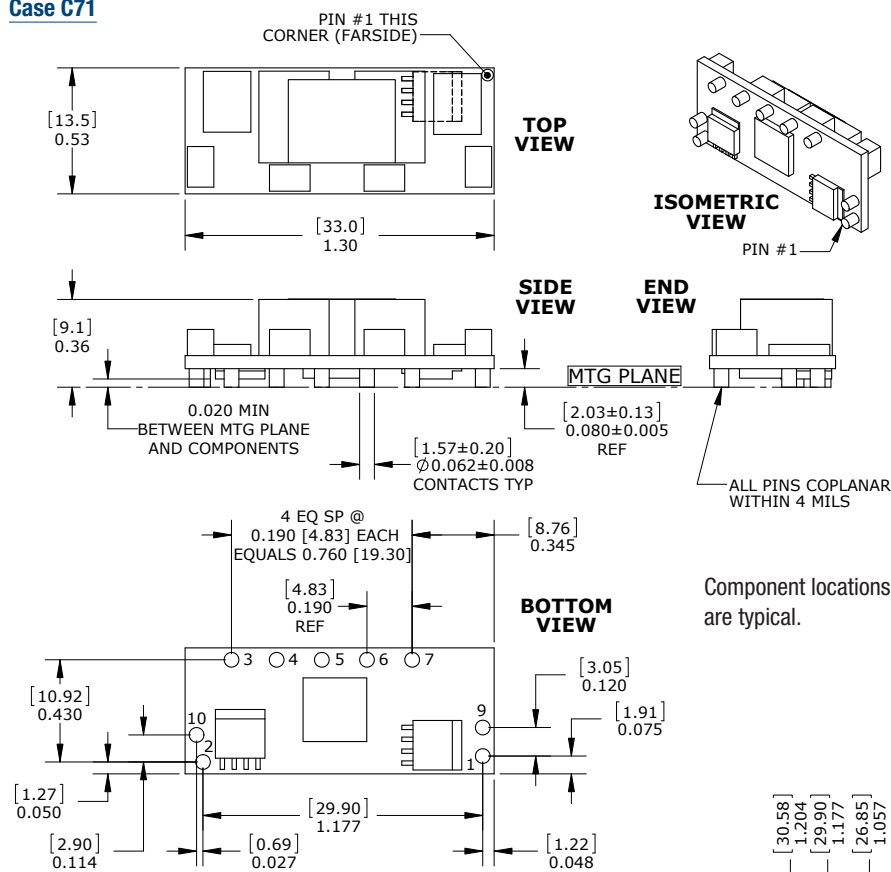 Case C71
PIN #1 THIS
CORNER (FARSIDE)
[13.5]
0.53
TOP
VIEW
[33.0]
1.30
ISOMETRIC
VIEW
PIN #1
SIDE
VIEW
END
VIEW
[9.1]
0.36
MTG PLANE
0.020 MIN
BETWEEN MTG PLANE
AND COMPONENTS
[2.03±0.13]
0.080±0.005
REF
[1.57±0.20]
Ø0.062±0.008
CONTACTS TYP
ALL PINS COPLANAR
WITHIN 4 MILS
4 EQ SP @
0.190 [4.83] EACH
EQUALS 0.760 [19.30]
[8.76]
0.345
[4.83]
0.190
REF
BOTTOM
VIEW
Component locations
are typical.
3 4 5 6 7
[10.92]
0.430
[3.05]
0.120
10
9
[1.91]
0.075
2
1
[1.27]
0.050
[29.90]
1.177
[2.90]
0.114
[0.69]
0.027
[1.22]
0.048
[30.58]
1.204
[29.90]
1.177
[26.85]
1.057